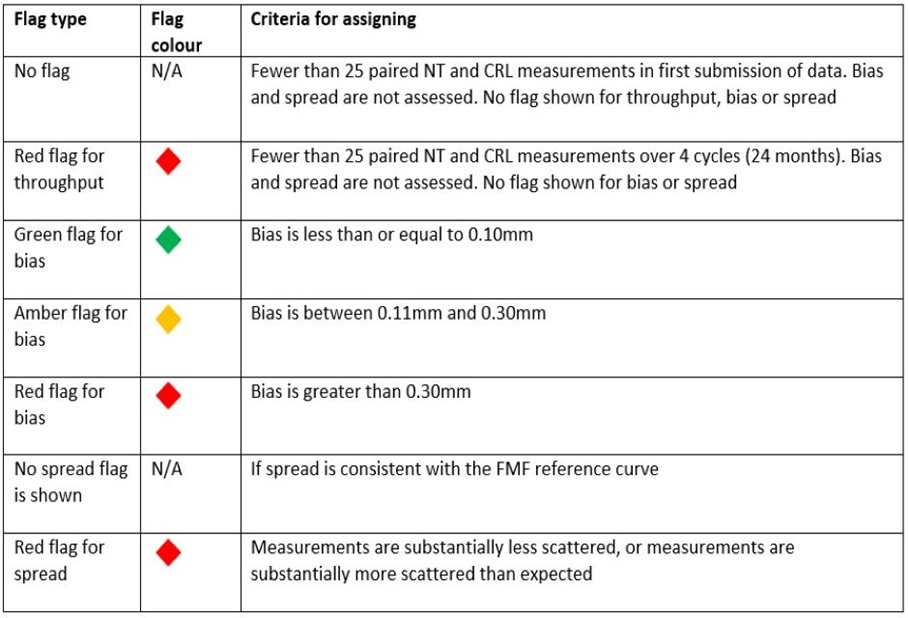 Flag type
Flag
colour
Criteria for assigning
No flag
N/A
Fewer than 25 paired NT and CRL measurements in first submission of data. Bias
and spread are not assessed. No flag shown for throughput, bias or spread
Red flag for
throughput
Fewer than 25 paired NT and CRL measurements over 4 cycles (24 months). Bias
and spread are not assessed. No flag shown for bias or spread
Green flag for
bias
Bias is less than or equal to 0.10mm
Amber flag for
bias
Bias is between 0.11mm and 0.30mm
Red flag for
bias
Bias is greater than 0.30mm
No spread flag
is shown
N/A
If spread is consistent with the FMF reference curve
Red flag for
spread
Measurements are substantially less scattered, or measurements are
substantially more scattered than expected